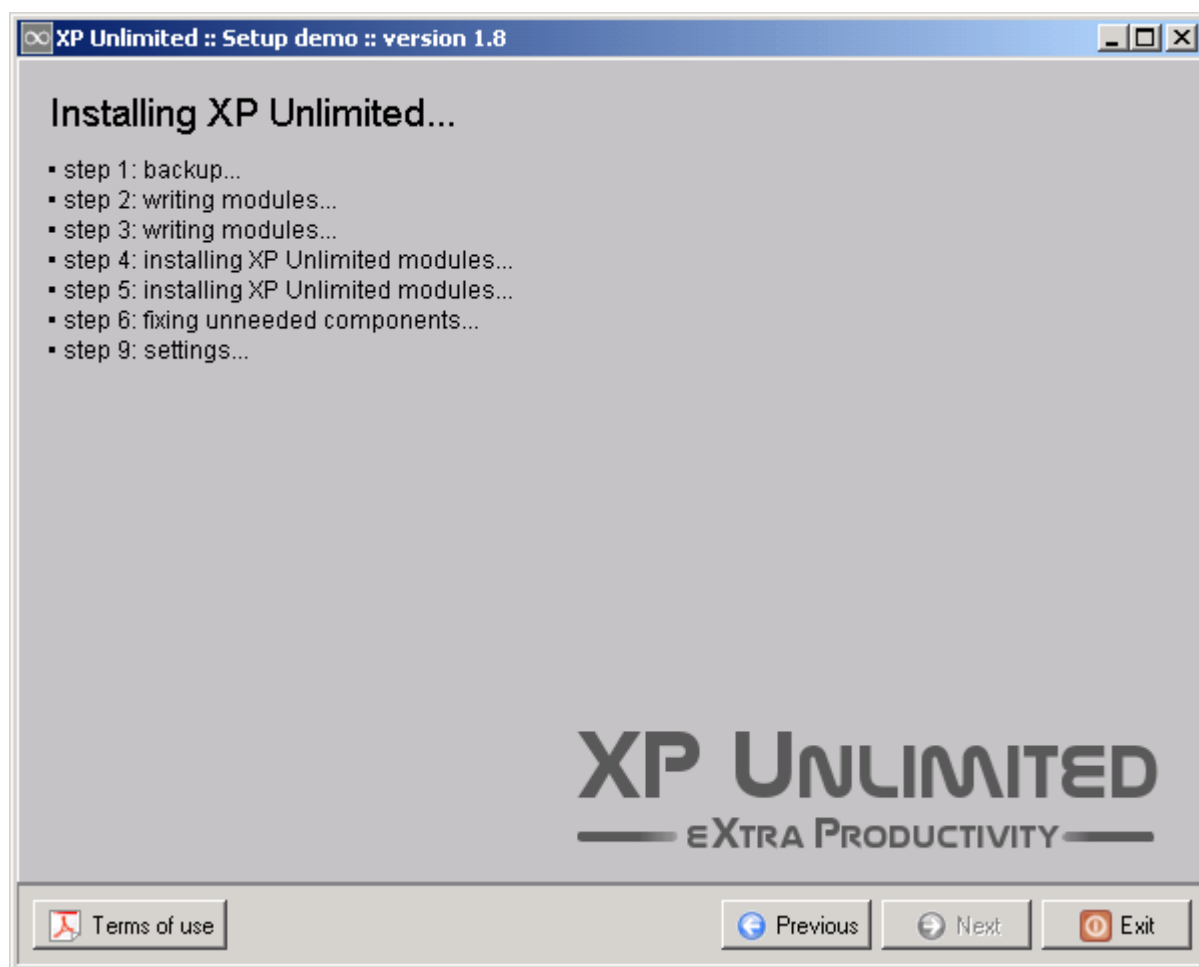 XP Unlimited :: Setup demo :: version 1.8
Installing XP Unlimited...
▪ step 1: backup...
▪ step 2: writing modules...
▪ step 3: writing modules...
▪ step 4: installing XP Unlimited modules...
▪ step 5: installing XP Unlimited modules...
▪ step 6: fixing unneeded components...
▪ step 9: settings...
XP UNLIMITED
EXTRA PRODUCTIVITY
Terms of use Previous Next Exit